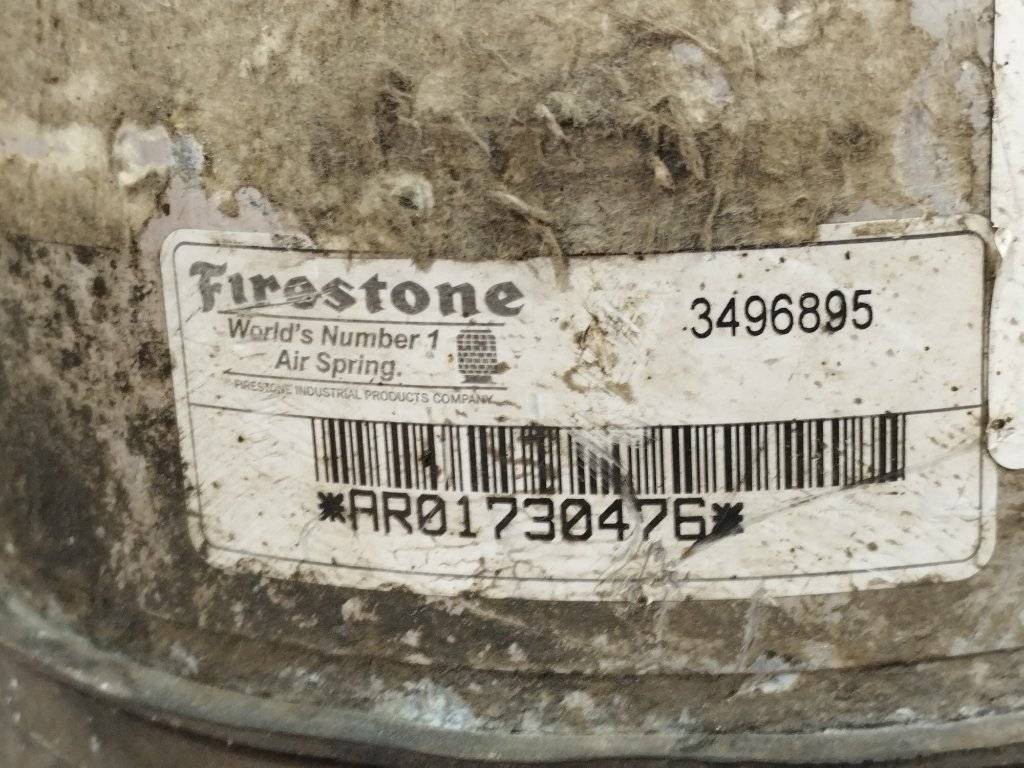 Firestone
World's Number 1
Air Spring.
FIRESTONE INDUSTRIAL PRODUCTS COMPANY
3496895
*AR01730476*